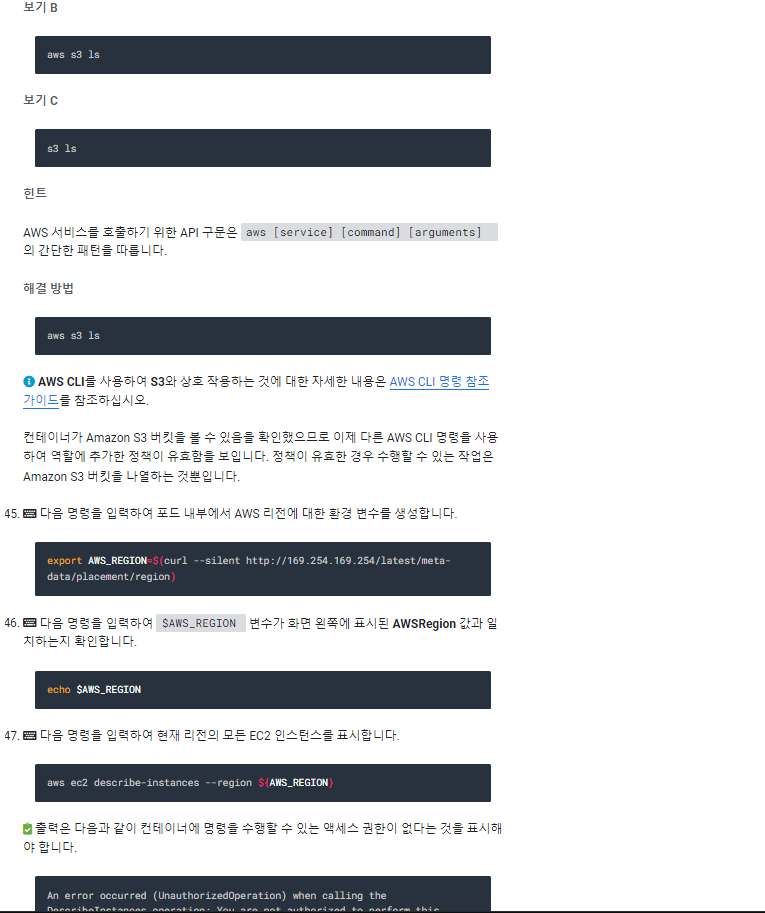 보기 B
aws s3 ls
보기 C
s3 ls
힌트
AWS 서비스를 호출하기 위한 API 구문은 aws [service] [command] [arguments]
의 간단한 패턴을 따릅니다.
해결 방법
aws s3 ls
AWS CLI를 사용하여 S3와 상호 작용하는 것에 대한 자세한 내용은 AWS CLI 명령 참조
가이드를 참조하십시오.
컨테이너가 Amazon S3 버킷을 볼 수 있음을 확인했으므로 이제 다른 AWS CLI 명령을 사용
하여 역할에 추가한 정책이 유효함을 보입니다. 정책이 유효한 경우 수행할 수 있는 작업은
Amazon S3 버킷을 나열하는 것뿐입니다.
45. 다음 명령을 입력하여 포드 내부에서 AWS 리전에 대한 환경 변수를 생성합니다.
export AWS_REGION=$(curl --silent http://169.254.169.254/latest/meta-
data/placement/region)
46. 다음 명령을 입력하여 $AWS_REGION 변수가 화면 왼쪽에 표시된 AWSRegion 값과 일
치하는지 확인합니다.
echo $AWS_REGION
47. 다음 명령을 입력하여 현재 리전의 모든 EC2 인스턴스를 표시합니다.
aws ec2 describe-instances --region ${AWS_REGION}
출력은 다음과 같이 컨테이너에 명령을 수행할 수 있는 액세스 권한이 없다는 것을 표시해
야 합니다.
An error occurred (UnauthorizedOperation) when calling the
DescribeInstances operation: You are not authorized to perform this